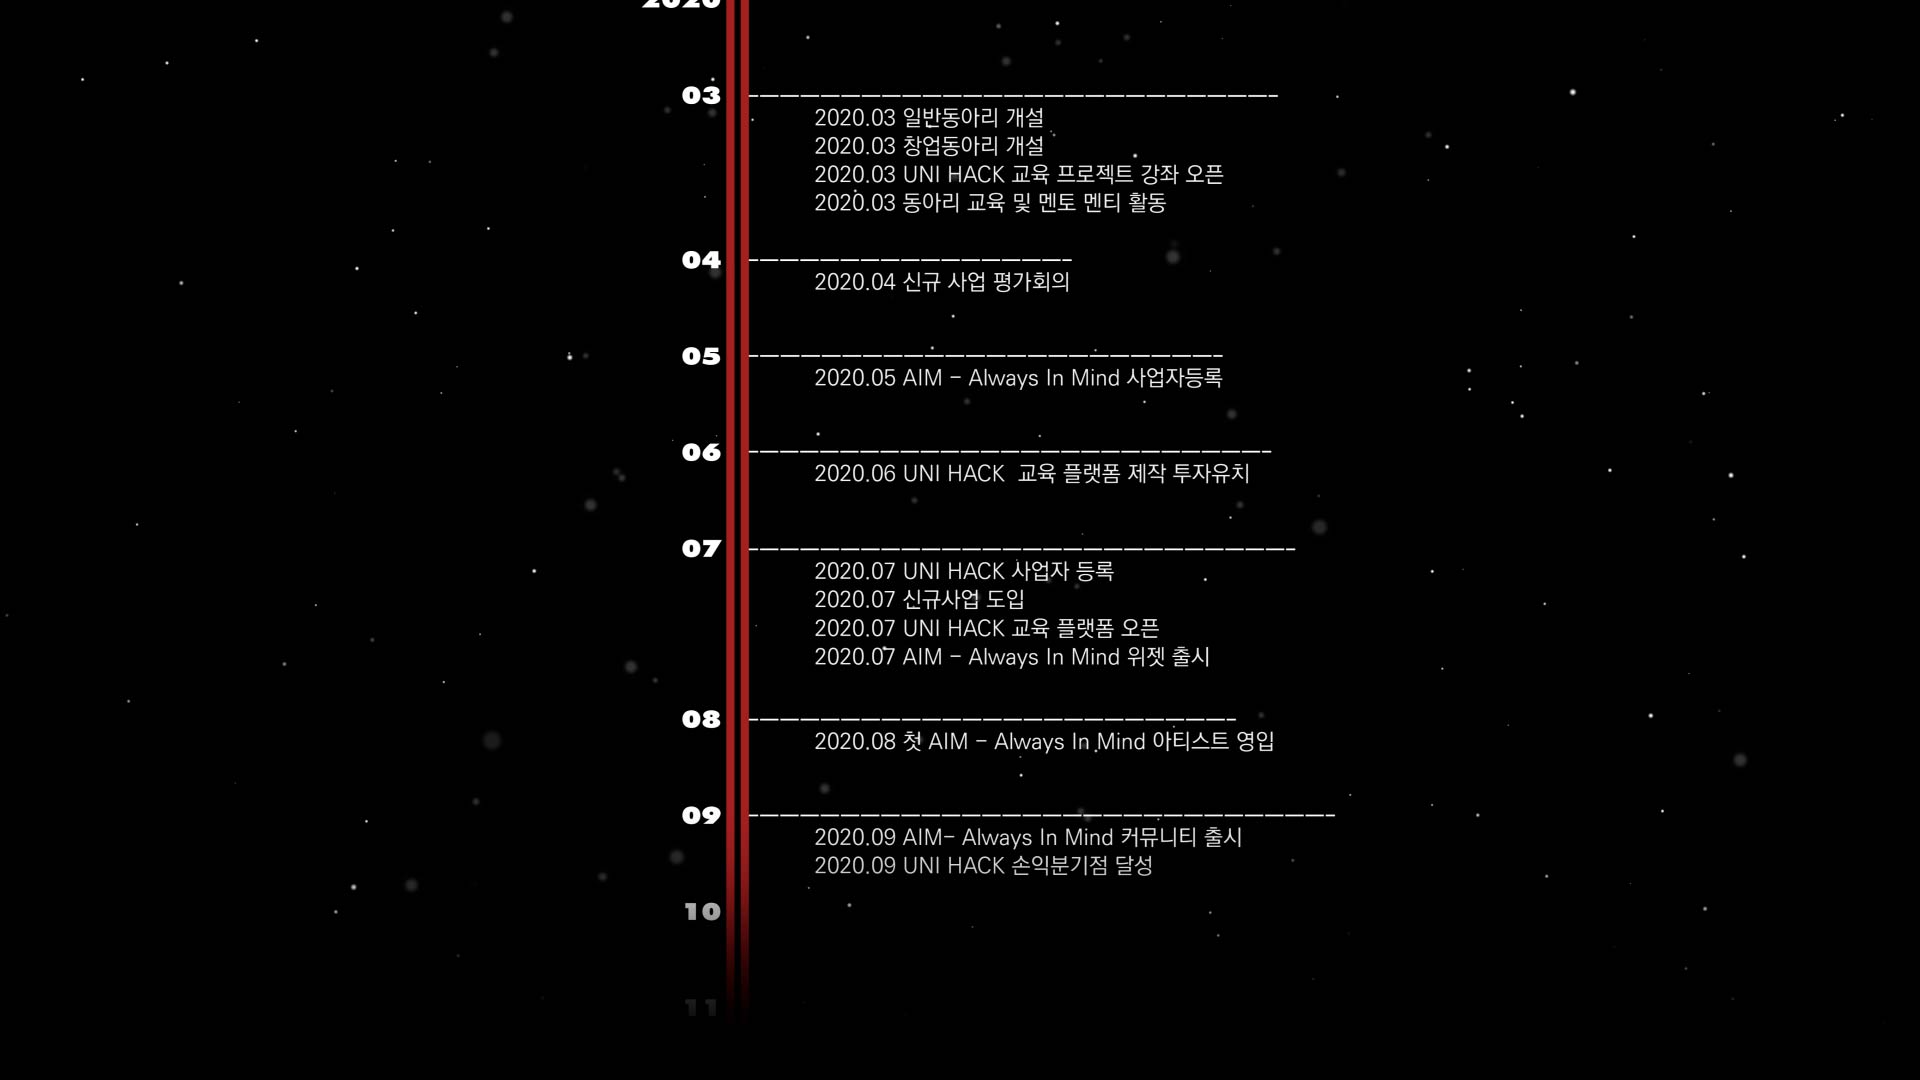 2020
03
2020.03 일반동아리 개설
2020.03 창업동아리 개설
2020.03 UNI HACK 교육 프로젝트 강좌 오픈
2020.03 동아리 교육 및 멘토 멘티 활동
04
2020.04 신규 사업 평가회의
05
2020.05 AIM - Always In Mind 사업자등록
06
2020.06 UNI HACK  교육 플랫폼 제작 투자유치
07
2020.07 UNI HACK 사업자 등록
2020.07 신규사업 도입
2020.07 UNI HACK 교육 플랫폼 오픈
2020.07 AIM - Always In Mind 위젯 출시
08
2020.08 첫 AIM - Always In Mind 아티스트 영입
09
2020.09 AIM- Always In Mind 커뮤니티 출시
2020.09 UNI HACK 손익분기점 달성
10
11